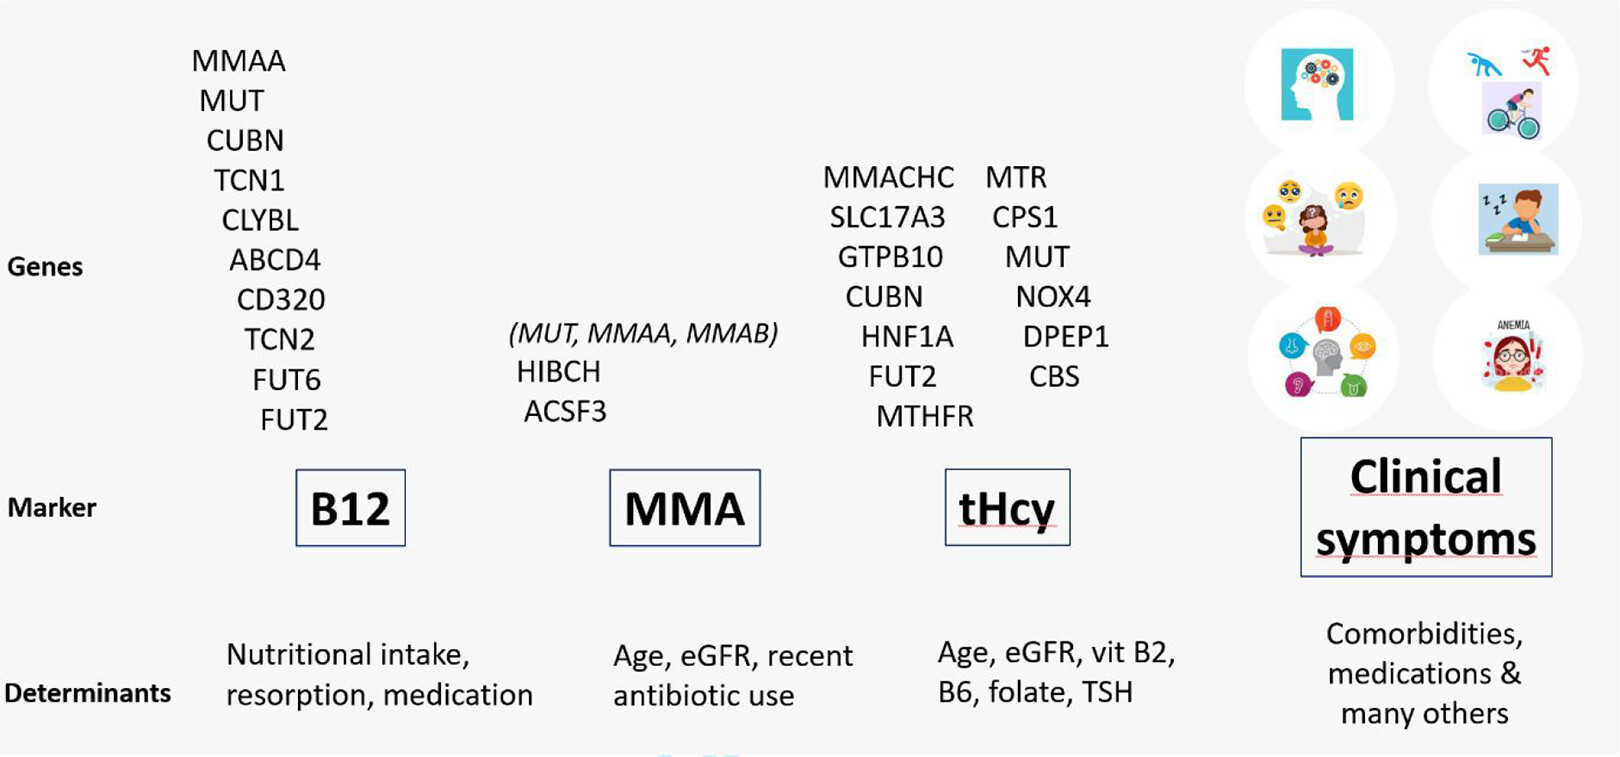 Genes
MMAA
MUT
CUBN
TCN1
CLYBL
ABCD4
CD320
TCN2
FUT6
FUT2
(MUT, MMAA, MMAB)
HIBCH
ACSF3
MMACHC
SLC17A3
GTPB10
CUBN
HNF1A
FUT2
MTHFR
MTR
CPS1
MUT
NOX4
DPEP1
CBS
?
z z z z
ANEMIA
Marker
B12
MMA
tHcy
Clinical
symptoms
Determinants
Nutritional intake,
resorption, medication
Age, eGFR, recent
antibiotic use
Age, eGFR, vit B2,
B6, folate, TSH
Comorbidities,
medications &
many others